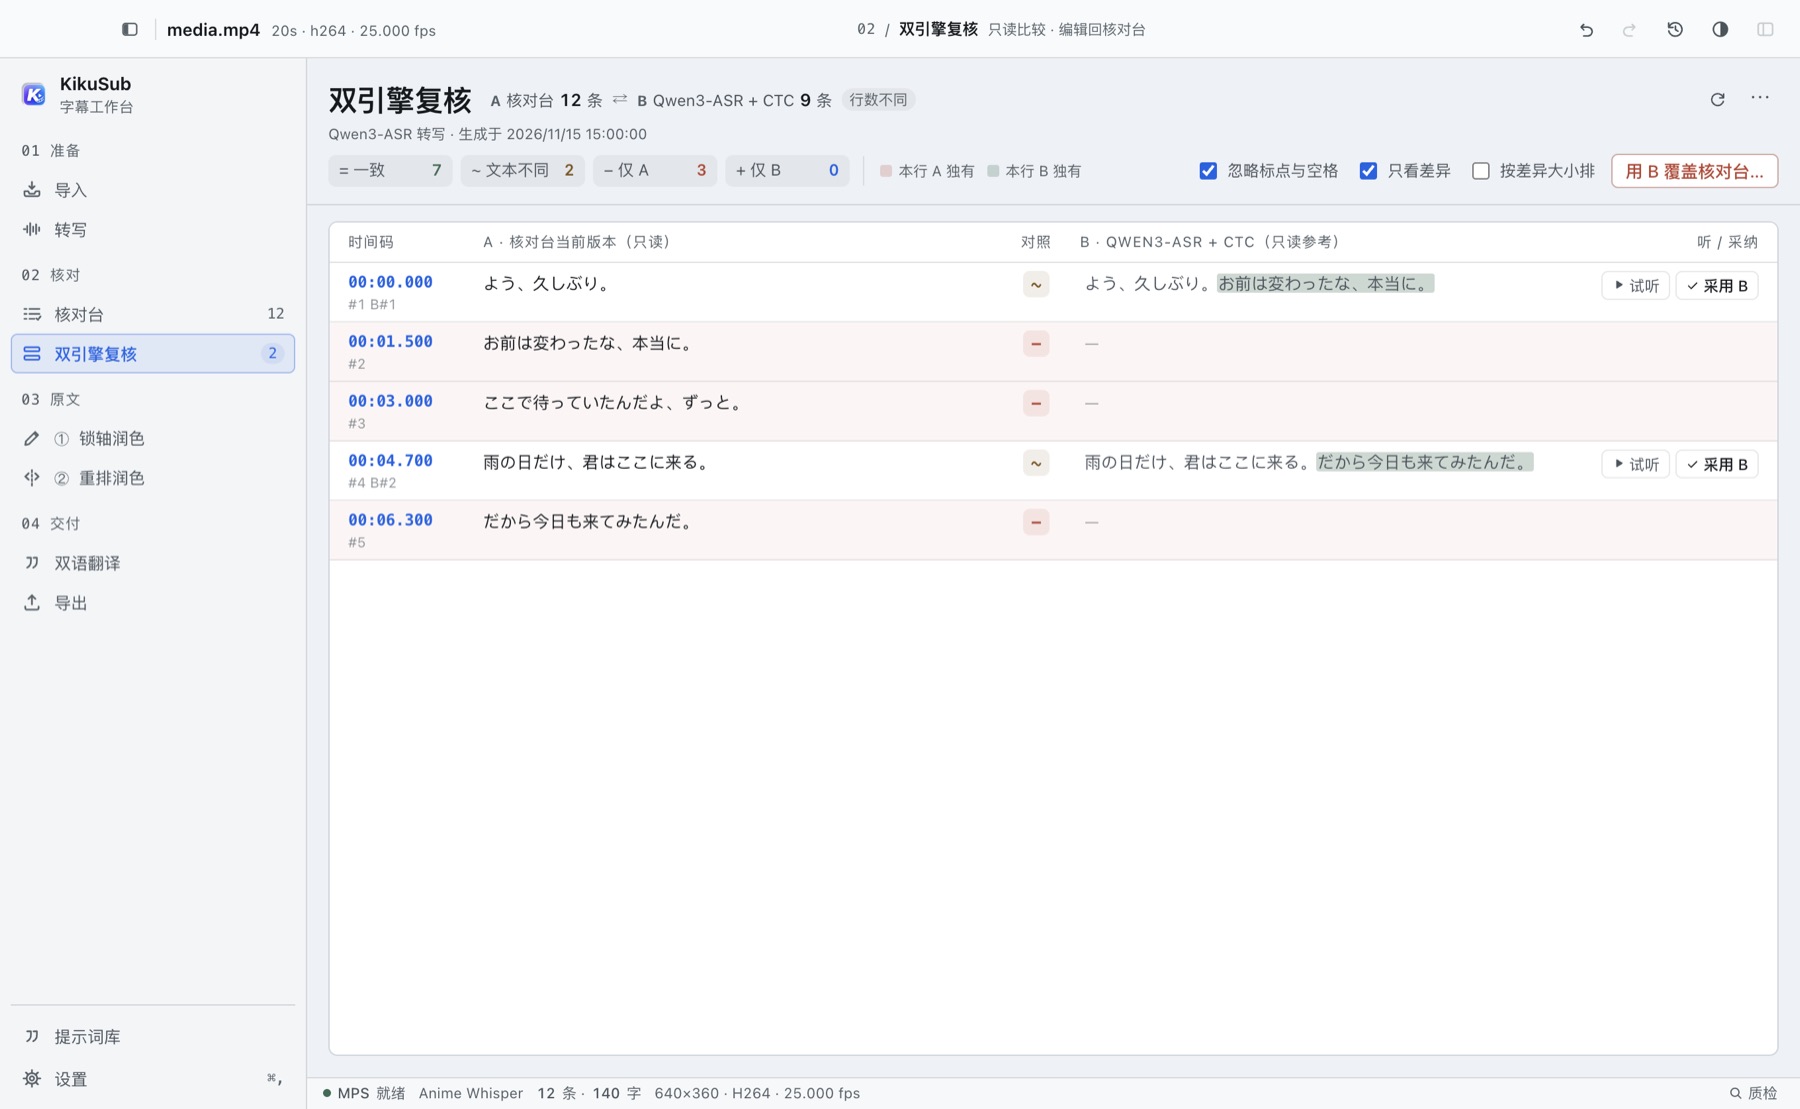 media.mp4 20s · h264 · 25.000 fps
02 / 双引擎复核 只读比较 · 编辑回核对台
KikuSub
字幕工作台
01 准备
导入
转写
02 核对
核对台 12
双引擎复核 2
03 原文
① 锁轴润色
② 重排润色
04 交付
双语翻译
导出
提示词库
设置 ⌘,
双引擎复核 A 核对台 12 条 ⇄ B Qwen3-ASR + CTC 9 条 行数不同
Qwen3-ASR 转写 · 生成于 2026/11/15 15:00:00
= 一致 7 ~ 文本不同 2 − 仅 A 3 + 仅 B 0 本行 A 独有 本行 B 独有 忽略标点与空格 只看差异 按差异大小排 用 B 覆盖核对台...
时间码 A · 核对台当前版本（只读） 对照 B · QWEN3-ASR + CTC（只读参考） 听 / 采纳
00:00.000 よう、久しぶり。 ~ よう、久しぶり。お前は変わったな、本当に。 试听 采用 B
#1 B#1
00:01.500 お前は変わったな、本当に。 − —
#2
00:03.000 ここで待っていたんだよ、ずっと。 − —
#3
00:04.700 雨の日だけ、君はここに来る。 ~ 雨の日だけ、君はここに来る。だから今日も来てみたんだ。 试听 采用 B
#4 B#2
00:06.300 だから今日も来てみたんだ。 − —
#5
MPS 就绪 Anime Whisper 12 条 · 140 字 640×360 · H264 · 25.000 fps 质检